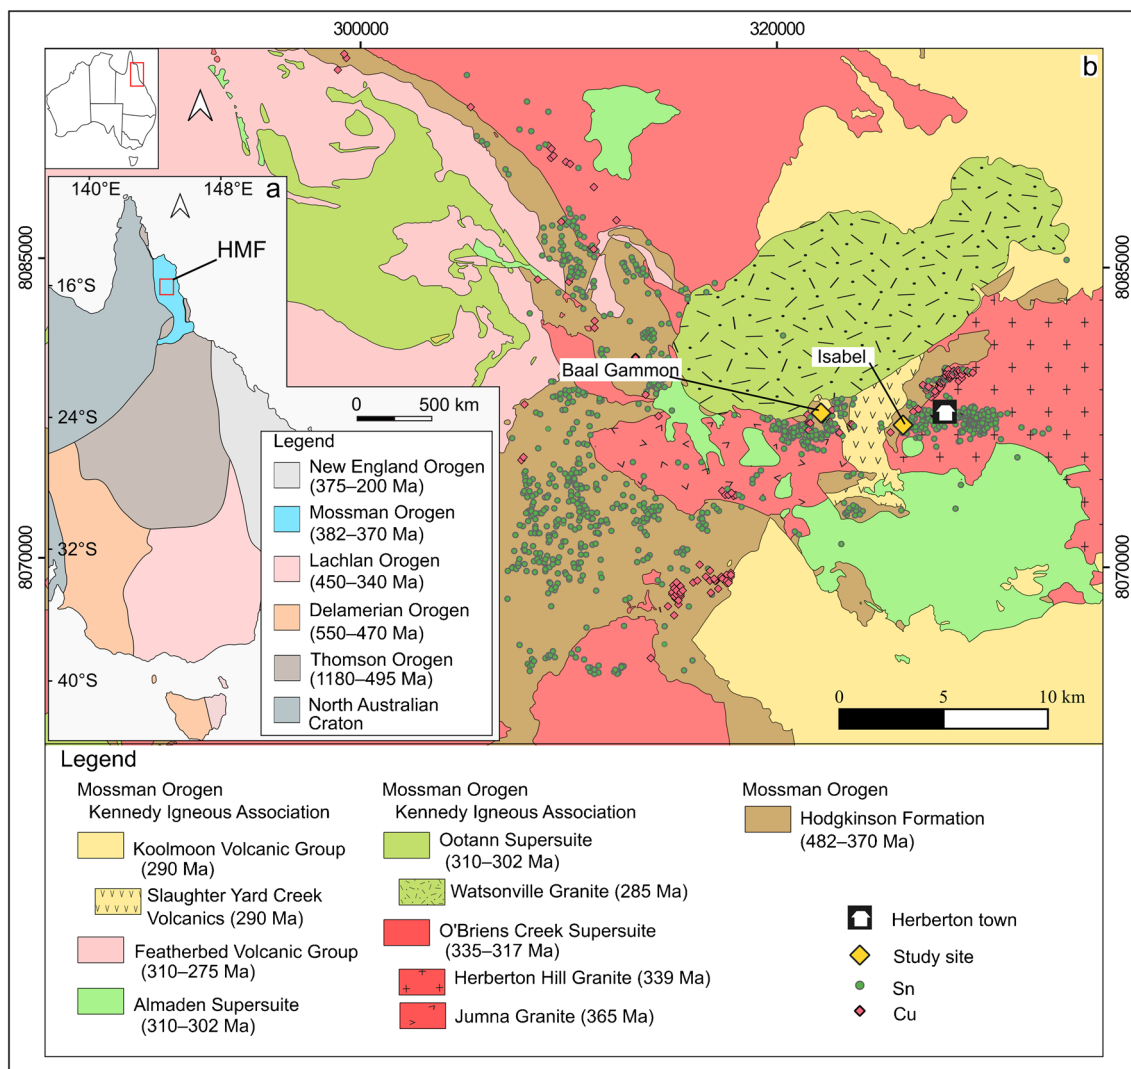 300000
320000
b
140°E
148°E
a
HMF
8085000
8085000
16°S
Isabel
Baal Gammon
0
500 km
24°S
Legend
New England Orogen
(375–200 Ma)
Mossman Orogen
(382–370 Ma)
32°S
Lachlan Orogen
(450–340 Ma)
8070000
8070000
Delamerian Orogen
(550–470 Ma)
Thomson Orogen
(1180–495 Ma)
40°S
North Australian
Craton
0
5
10 km
Legend
Mossman Orogen
Kennedy Igneous Association
Koolmoon Volcanic Group
(290 Ma)
Slaughter Yard Creek
Volcanics (290 Ma)
Featherbed Volcanic Group
(310–275 Ma)
Almaden Supersuite
(310–302 Ma)
Mossman Orogen
Kennedy Igneous Association
Ootann Supersuite
(310–302 Ma)
Watsonville Granite (285 Ma)
O'Briens Creek Supersuite
(335–317 Ma)
Herberton Hill Granite (339 Ma)
Jumna Granite (365 Ma)
Mossman Orogen
Hodgkinson Formation
(482–370 Ma)
Herberton town
Study site
Sn
Cu